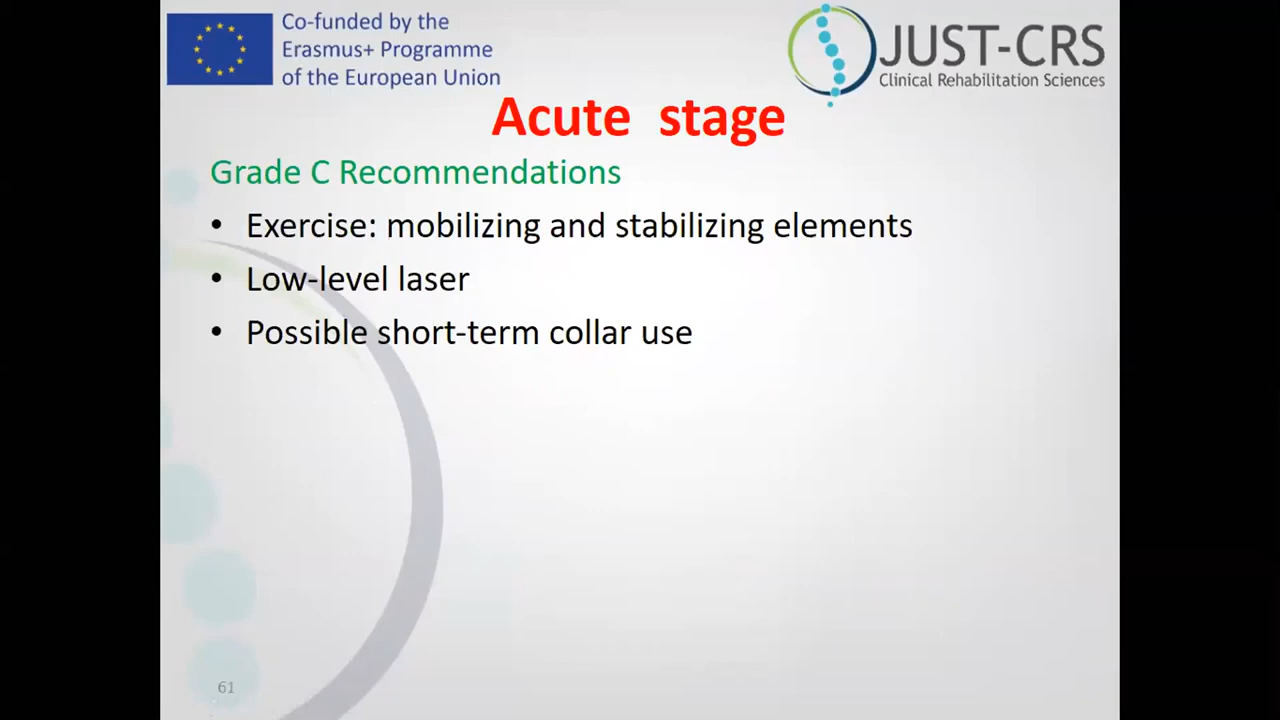 Co-funded by the
Erasmus+ Programme
of the European Union
JUST-CRS
Clinical Rehabilitation Sciences
Acute stage
Grade C Recommendations
• Exercise: mobilizing and stabilizing elements
• Low-level laser
• Possible short-term collar use
61